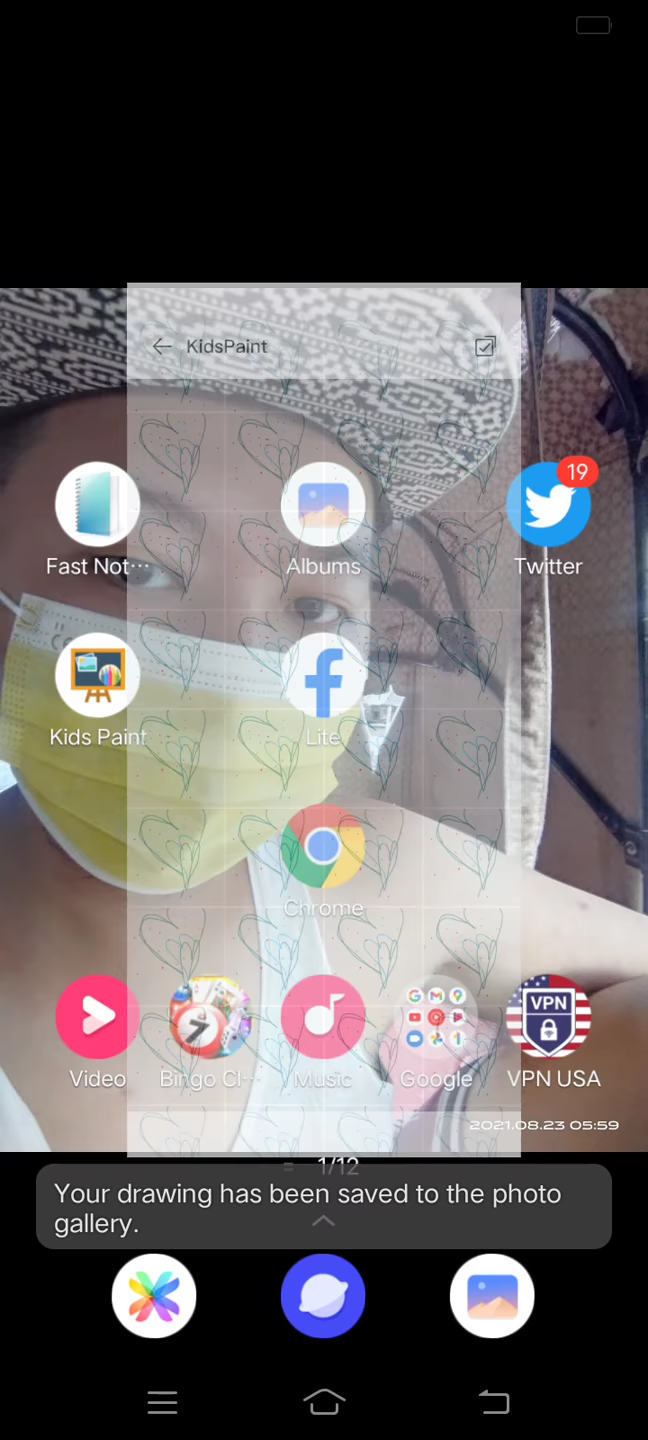 KidsPaint
19
Fast Not···
Albums
Twitter
Kids Paint
Lite
Chrome
7
VPN
Video
Bingo Cl···
Music
Google
VPN USA
2021.08.23 05:59
1/12
Your drawing has been saved to the photo
gallery.